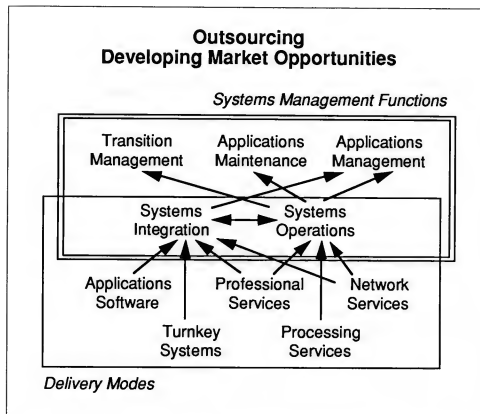 Outsourcing
Developing Market Opportunities
Systems Management Functions
Transition Management
Applications Maintenance
Applications Management
Systems Integration
Systems Operations
Applications Software
Professional Services
Network Services
Turnkey Systems
Processing Services
Delivery Modes